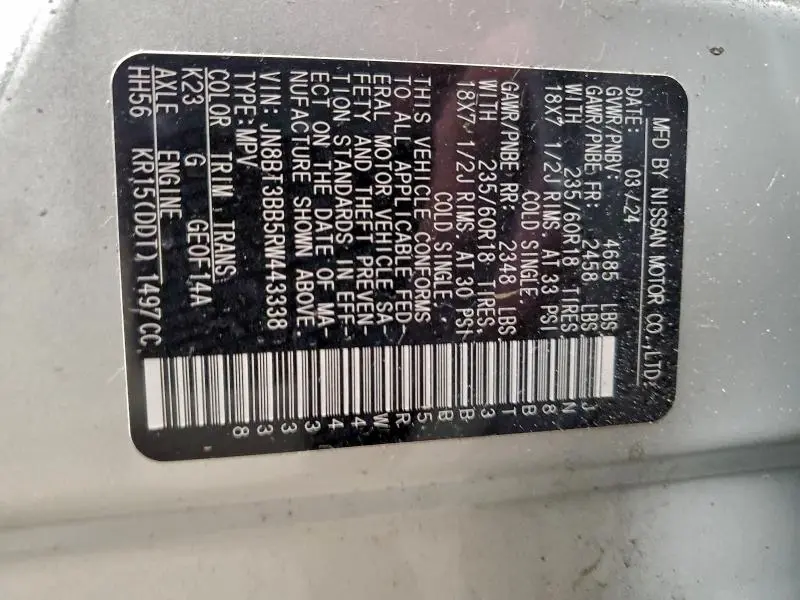 MFD BY NISSAN MOTOR CO.,LTD.
DATE: 03 / 24
GVWR/PNBV: 4685 LBS
GAWR/PNBE FR: 2458 LBS
WITH 235/60R18 TIRES,
18X7 1/2J RIMS AT 33 PSI
COLD SINGLE,
GAWR/PNBE RR: 2348 LBS
WITH 235/60R18 TIRES,
18X7 1/2J RIMS AT 30 PSI
COLD SINGLE,
THIS VEHICLE CONFORMS
TO ALL APPLICABLE FED-
ERAL MOTOR VEHICLE SA-
FETY AND THEFT PREVEN-
TION STANDARDS IN EFF-
ECT ON THE DATE OF MA-
NUFACTURE SHOWN ABOVE
VIN: JN8BT3BB5RW443338
TYPE: MPV
COLOR TRIM TRANS
K23 G GE0F14A
AXLE ENGINE
HH56 KR15(DDT) 1497CC
JN8BT3BB5RW443338